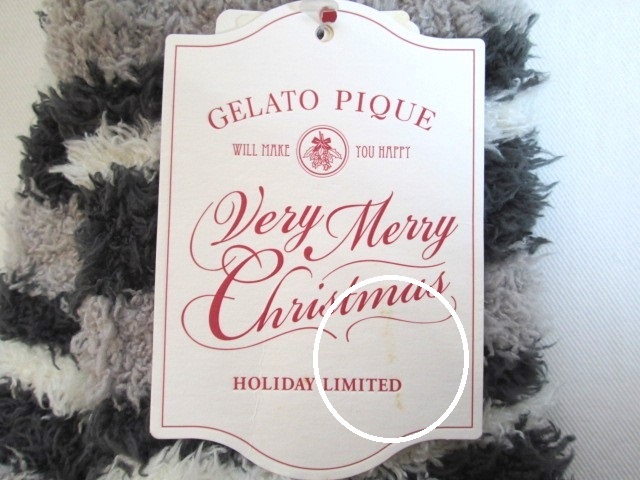 GELATO PIQUE
WILL MAKE YOU HAPPY
Very Merry
Christmas
HOLIDAY LIMITED